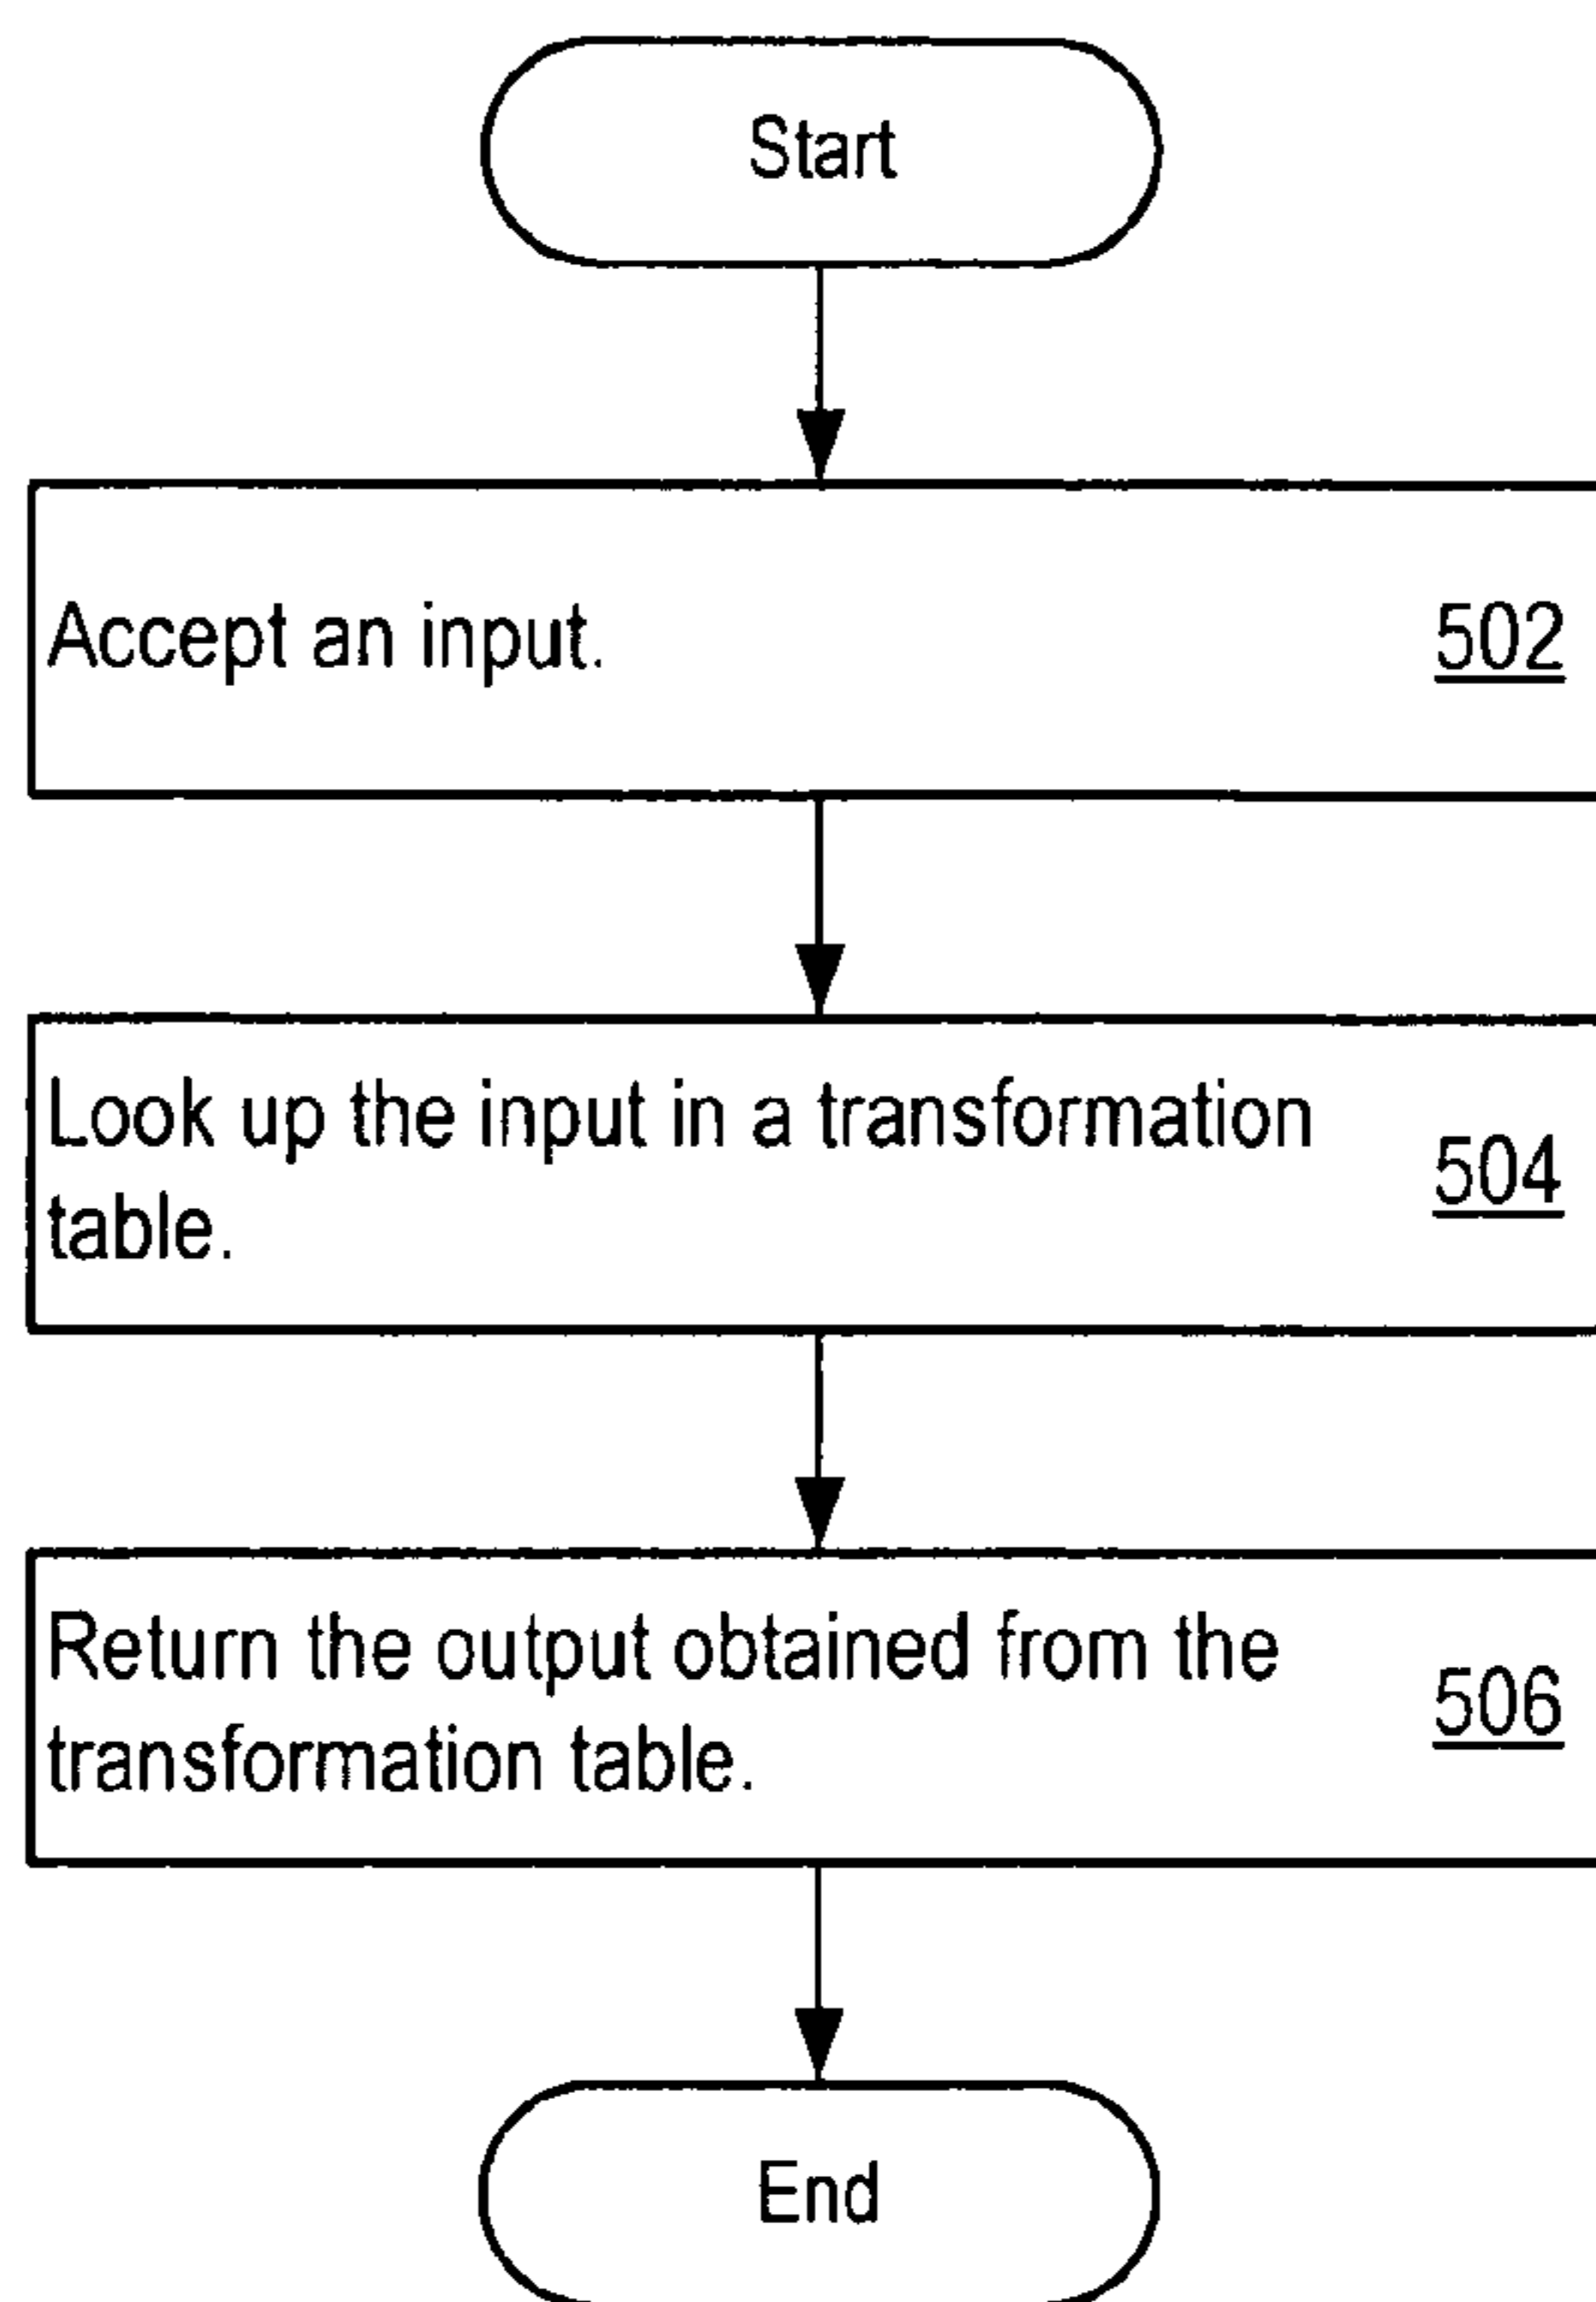 Start
Accept an input. 502
Look up the input in a transformation
table. 504
Return the output obtained from the
transformation table. 506
End